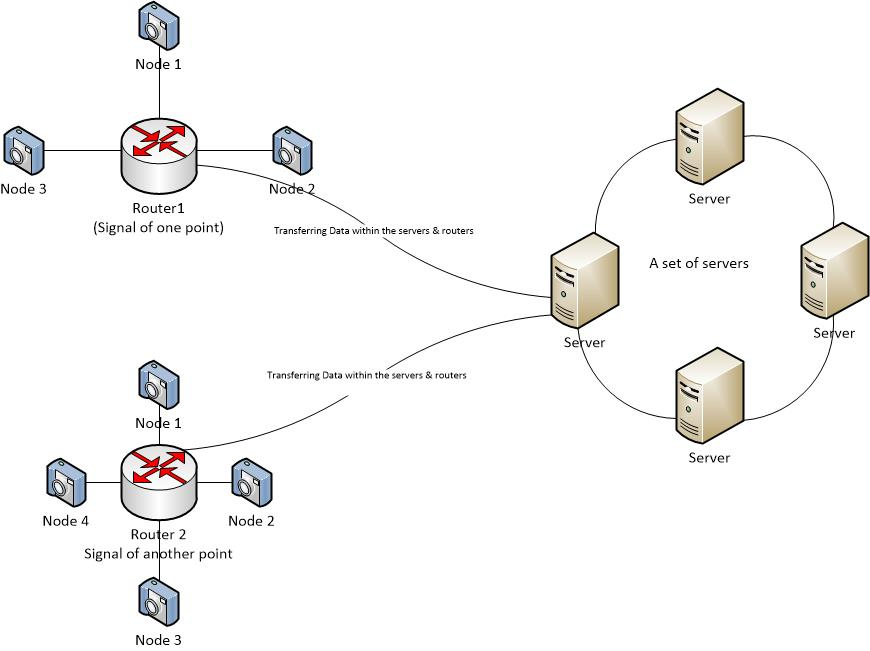 Node 1
Node 3
Node 2
Router1
(Signal of one point)
Transferring Data within the servers & routers
Server
A set of servers
Server
Server
Transferring Data within the servers & routers
Node 1
Server
Node 4
Node 2
Router 2
Signal of another point
Node 3